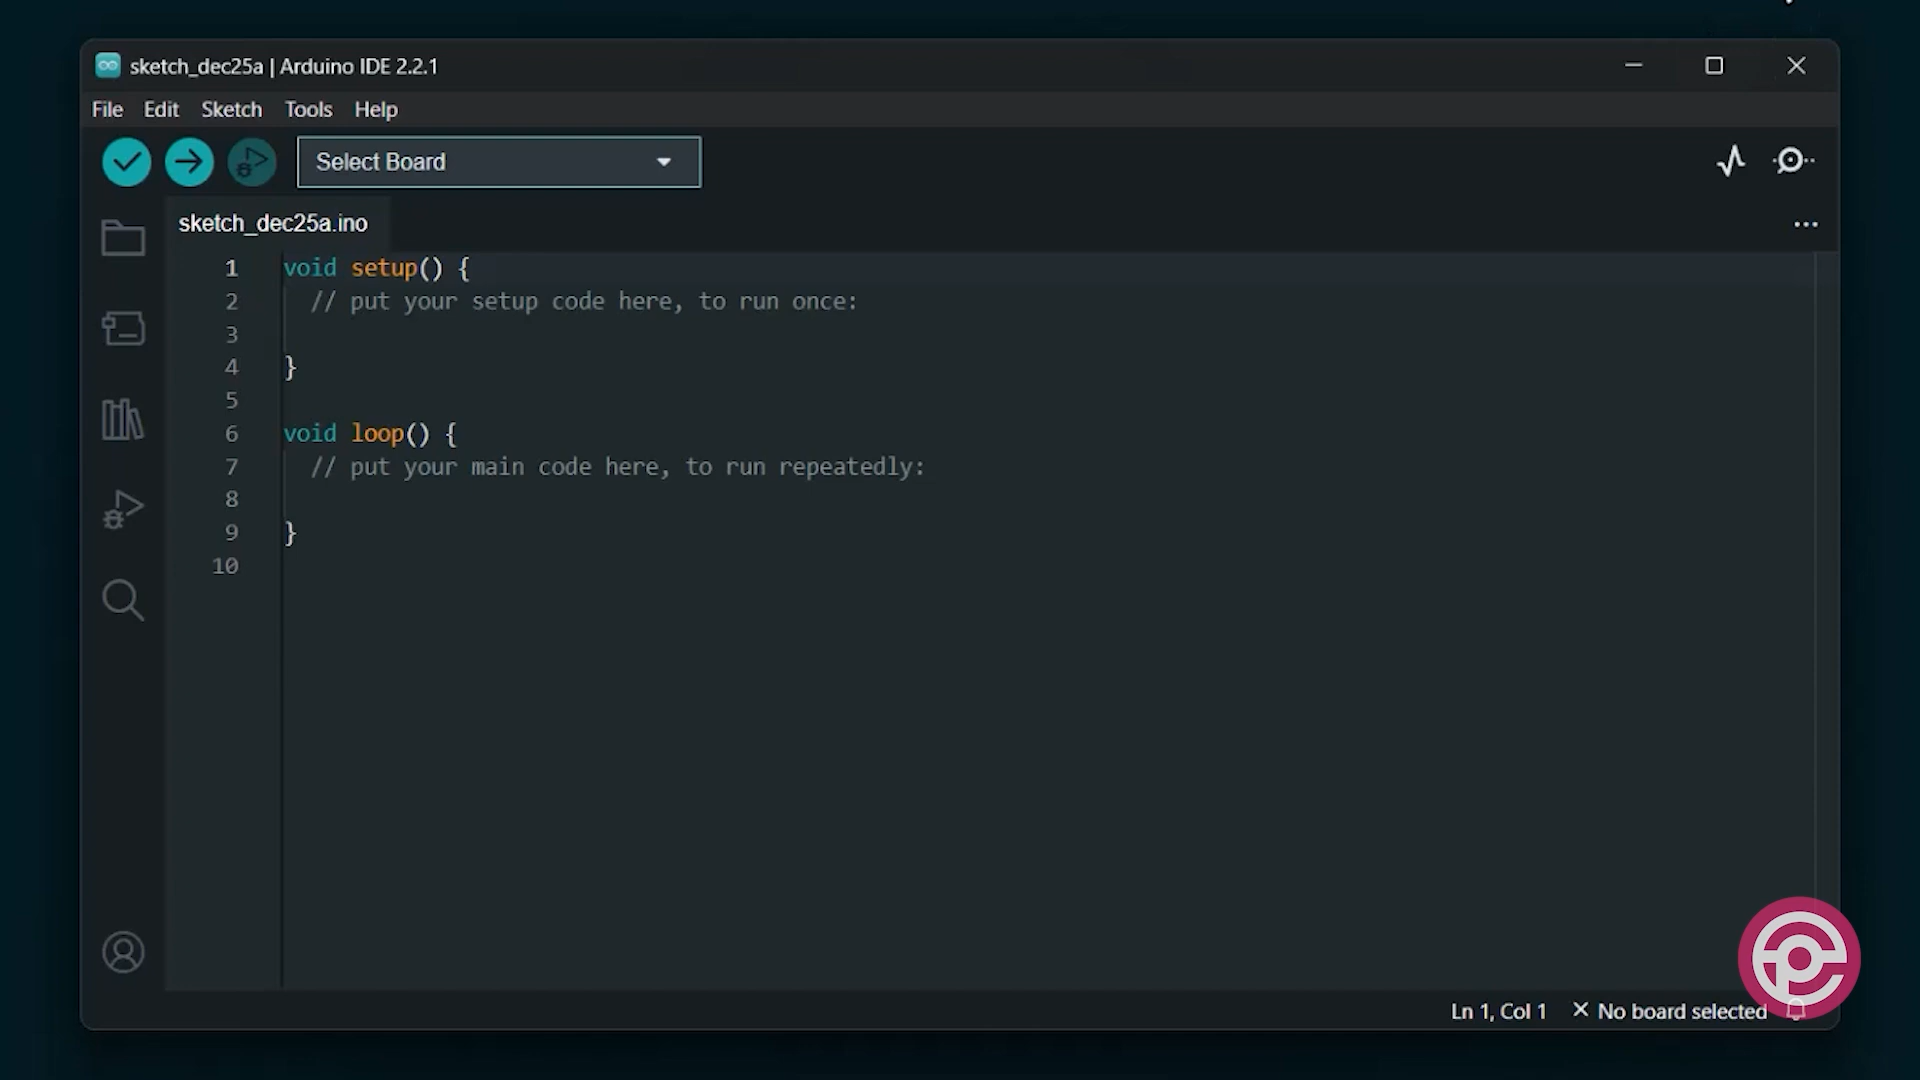 sketch_dec25a | Arduino IDE 2.2.1
File Edit Sketch Tools Help
Select Board
sketch_dec25a.ino
1 void setup() {
2 // put your setup code here, to run once:
3
4 }
5
6 void loop() {
7 // put your main code here, to run repeatedly:
8
9 }
10
Ln 1, Col 1 × No board selected